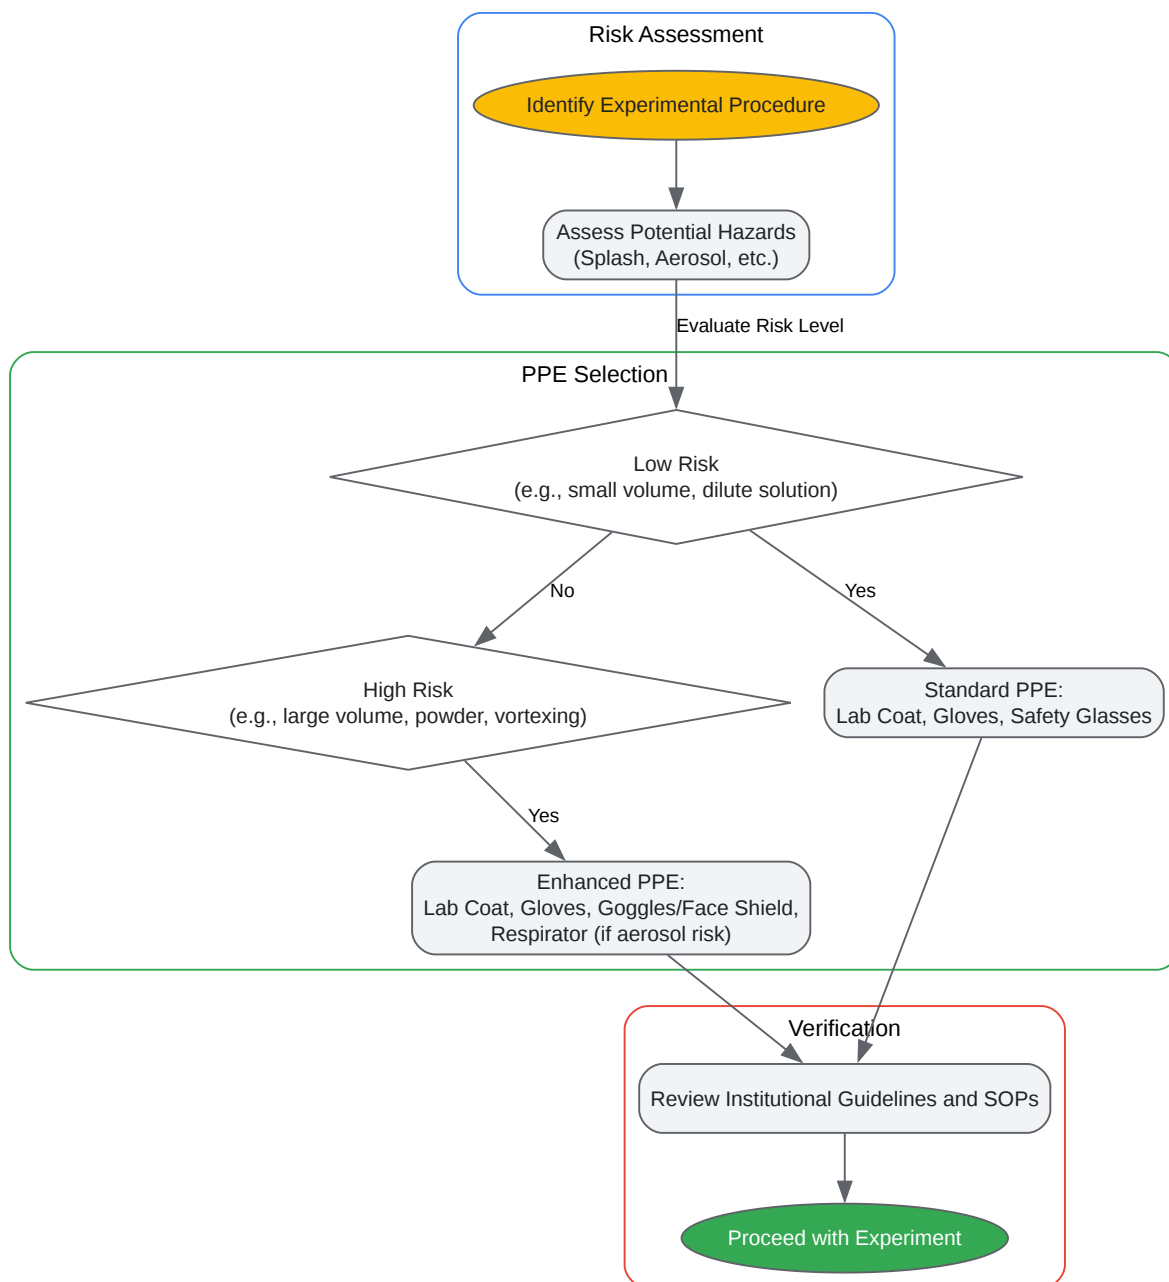 Risk Assessment
Identify Experimental Procedure
Assess Potential Hazards
(Splash, Aerosol, etc.)
Evaluate Risk Level
PPE Selection
Low Risk
(e.g., small volume, dilute solution)
No
Yes
High Risk
(e.g., large volume, powder, vortexing)
Standard PPE:
Lab Coat, Gloves, Safety Glasses
Yes
Enhanced PPE:
Lab Coat, Gloves, Goggles/Face Shield,
Respirator (if aerosol risk)
Verification
Review Institutional Guidelines and SOPs
Proceed with Experiment